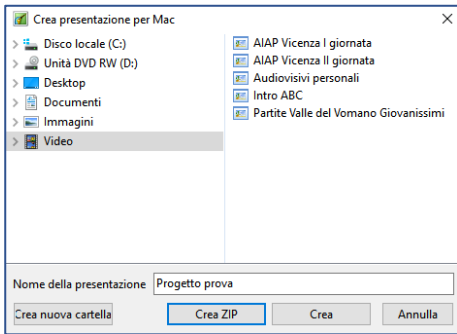 Crea presentazione per Mac
Disco locale (C:)
Unità DVD RW (D:)
Desktop
Documenti
Immagini
Video
AIAP Vicenza I giornata
AIAP Vicenza II giornata
Audiovisivi personali
Intro ABC
Partite Valle del Vomano Giovanissimi
Nome della presentazione Progetto prova
Crea nuova cartella Crea ZIP Crea Annulla